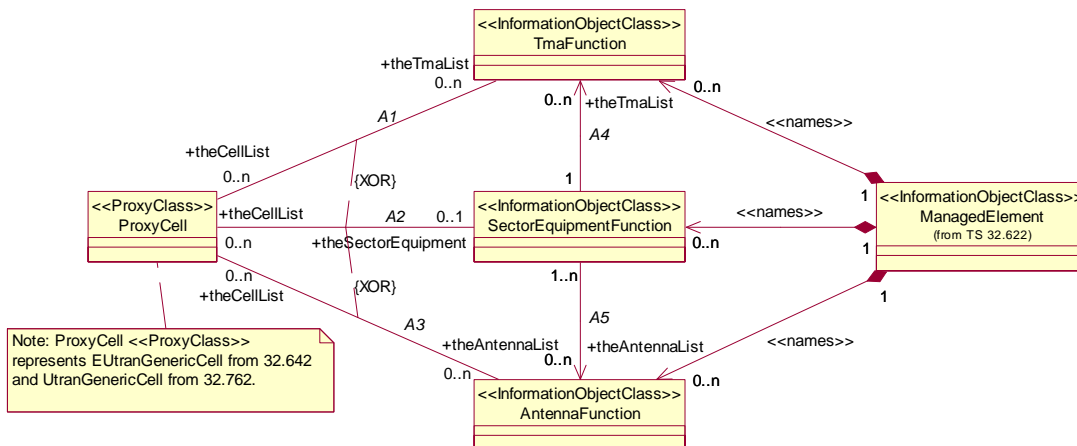 <<InformationObjectClass>>
TmaFunction
+theTmaList
0..n
0..n
+theTmaList
0..n
A1
A4
<<names>>
+theCellList
0..n
{XOR}
1
1
<<ProxyClass>>
ProxyCell
+theCellList
A2
0..1
<<InformationObjectClass>>
SectorEquipmentFunction
<<names>>
<<InformationObjectClass>>
ManagedElement
(from TS 32.622)
0..n
+theSectorEquipment
0..n
1
0..n
+theCellList
{XOR}
1..n
1
A3
A5
<<names>>
Note: ProxyCell <<ProxyClass>>
represents EUtranGenericCell from 32.642
and UtranGenericCell from 32.762.
+theAntennaList
0..n
0..n
+theAntennaList
0..n
<<InformationObjectClass>>
AntennaFunction